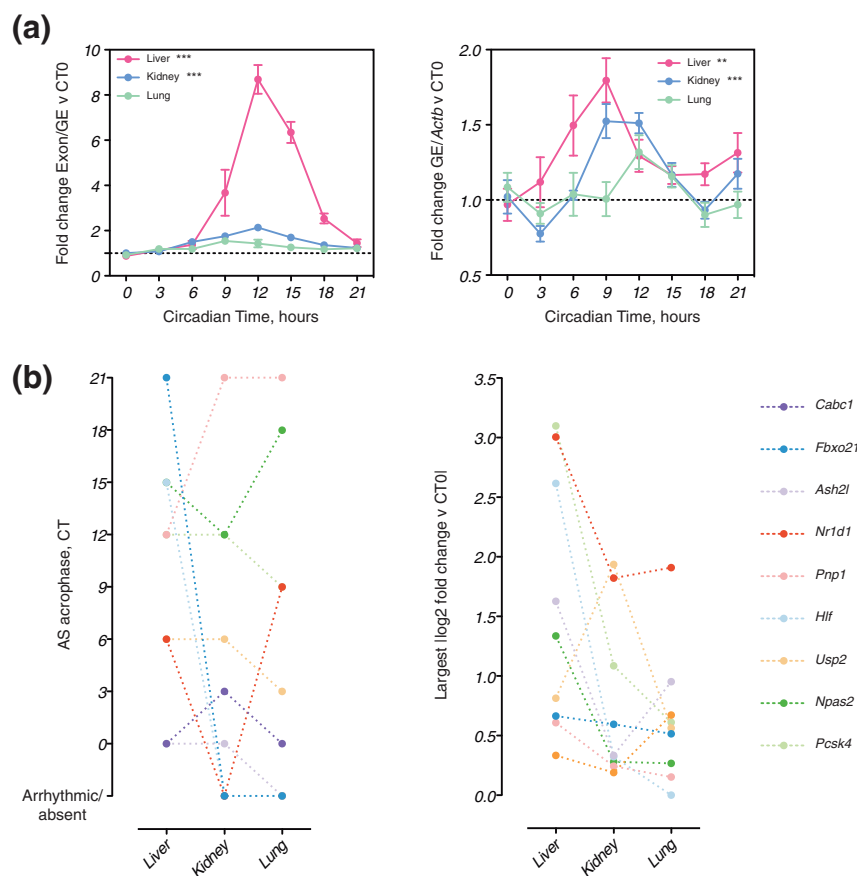 (a)
Fold change Exon/GE v CT0
10
8
6
4
2
0
Liver ***
Kidney ***
Lung
0 3 6 9 12 15 18 21
Circadian Time, hours
Fold change GE/Actb v CT0
2.0
1.5
1.0
0.5
Liver **
Kidney ***
Lung
0 3 6 9 12 15 18 21
Circadian Time, hours
(b)
AS acrophase, CT
21
18
15
12
9
6
3
0
Arrhythmic/
absent
Liver Kidney Lung
Largest |log2 fold change v CT0|
3.5
3.0
2.5
2.0
1.5
1.0
0.5
0.0
Liver Kidney Lung
Cabc1
Fbxo21
Ash2l
Nr1d1
Pnp1
Hlf
Usp2
Npas2
Pcsk4